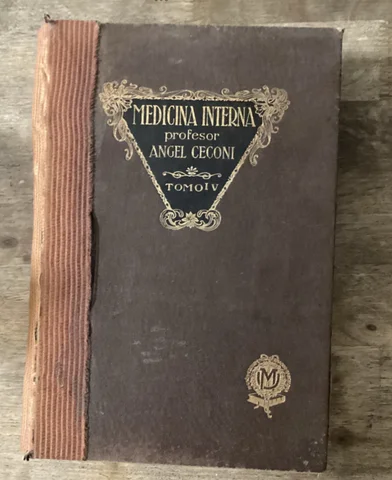 MEDICINA INTERNA
profesor
ANGEL CECONI
TOMO IV